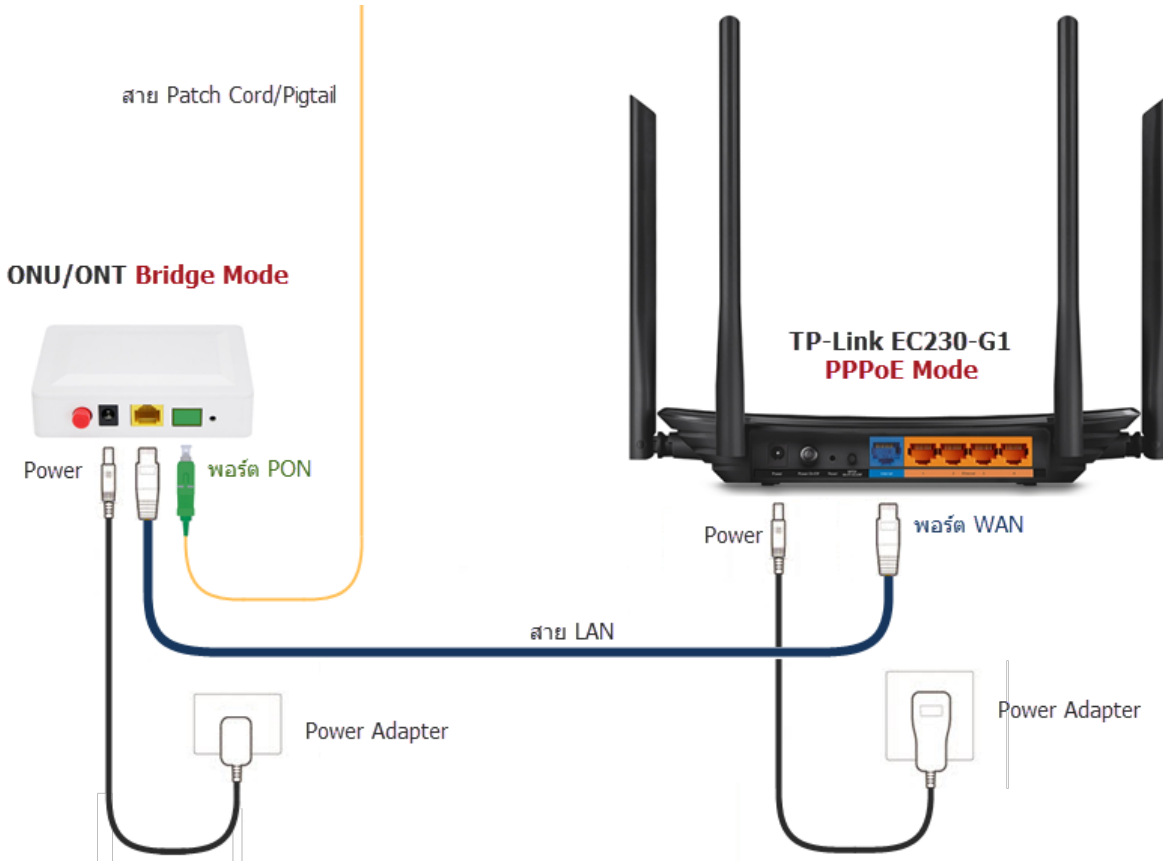 สาย Patch Cord/Pigtail
ONU/ONT Bridge Mode
TP-Link EC230-G1
PPPoE Mode
Power
พอร์ต PON
Power
พอร์ต WAN
สาย LAN
Power Adapter
Power Adapter